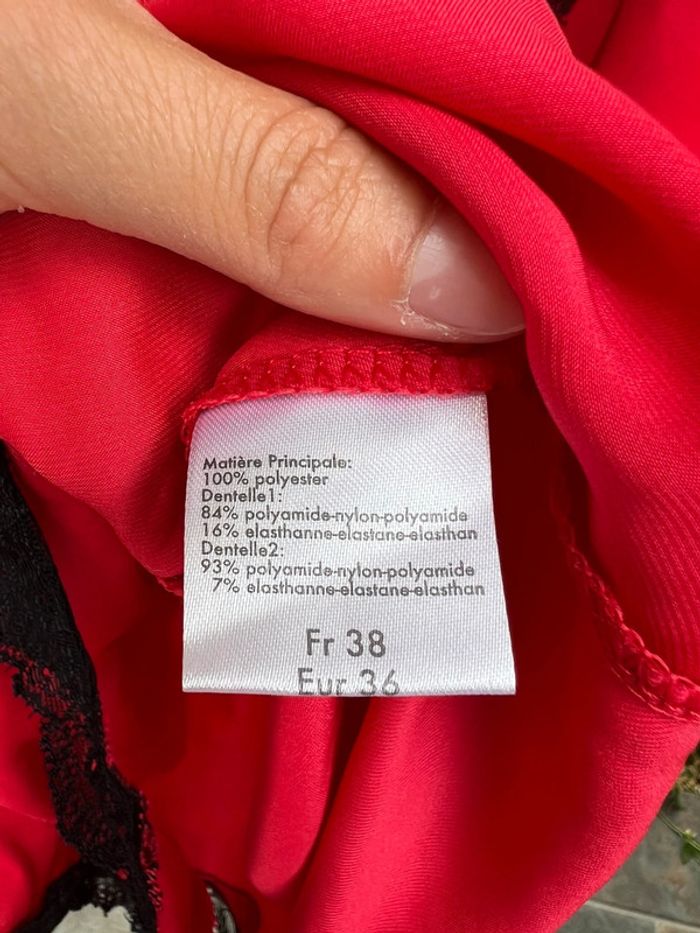 Matière Principale:
100% polyester
Dentelle1:
84% polyamide-nylon-polyamide
16% elasthanne-elastane-elasthan
Dentelle2:
93% polyamide-nylon-polyamide
7% elasthanne-elastane-elasthan
Fr 38
Eur 36